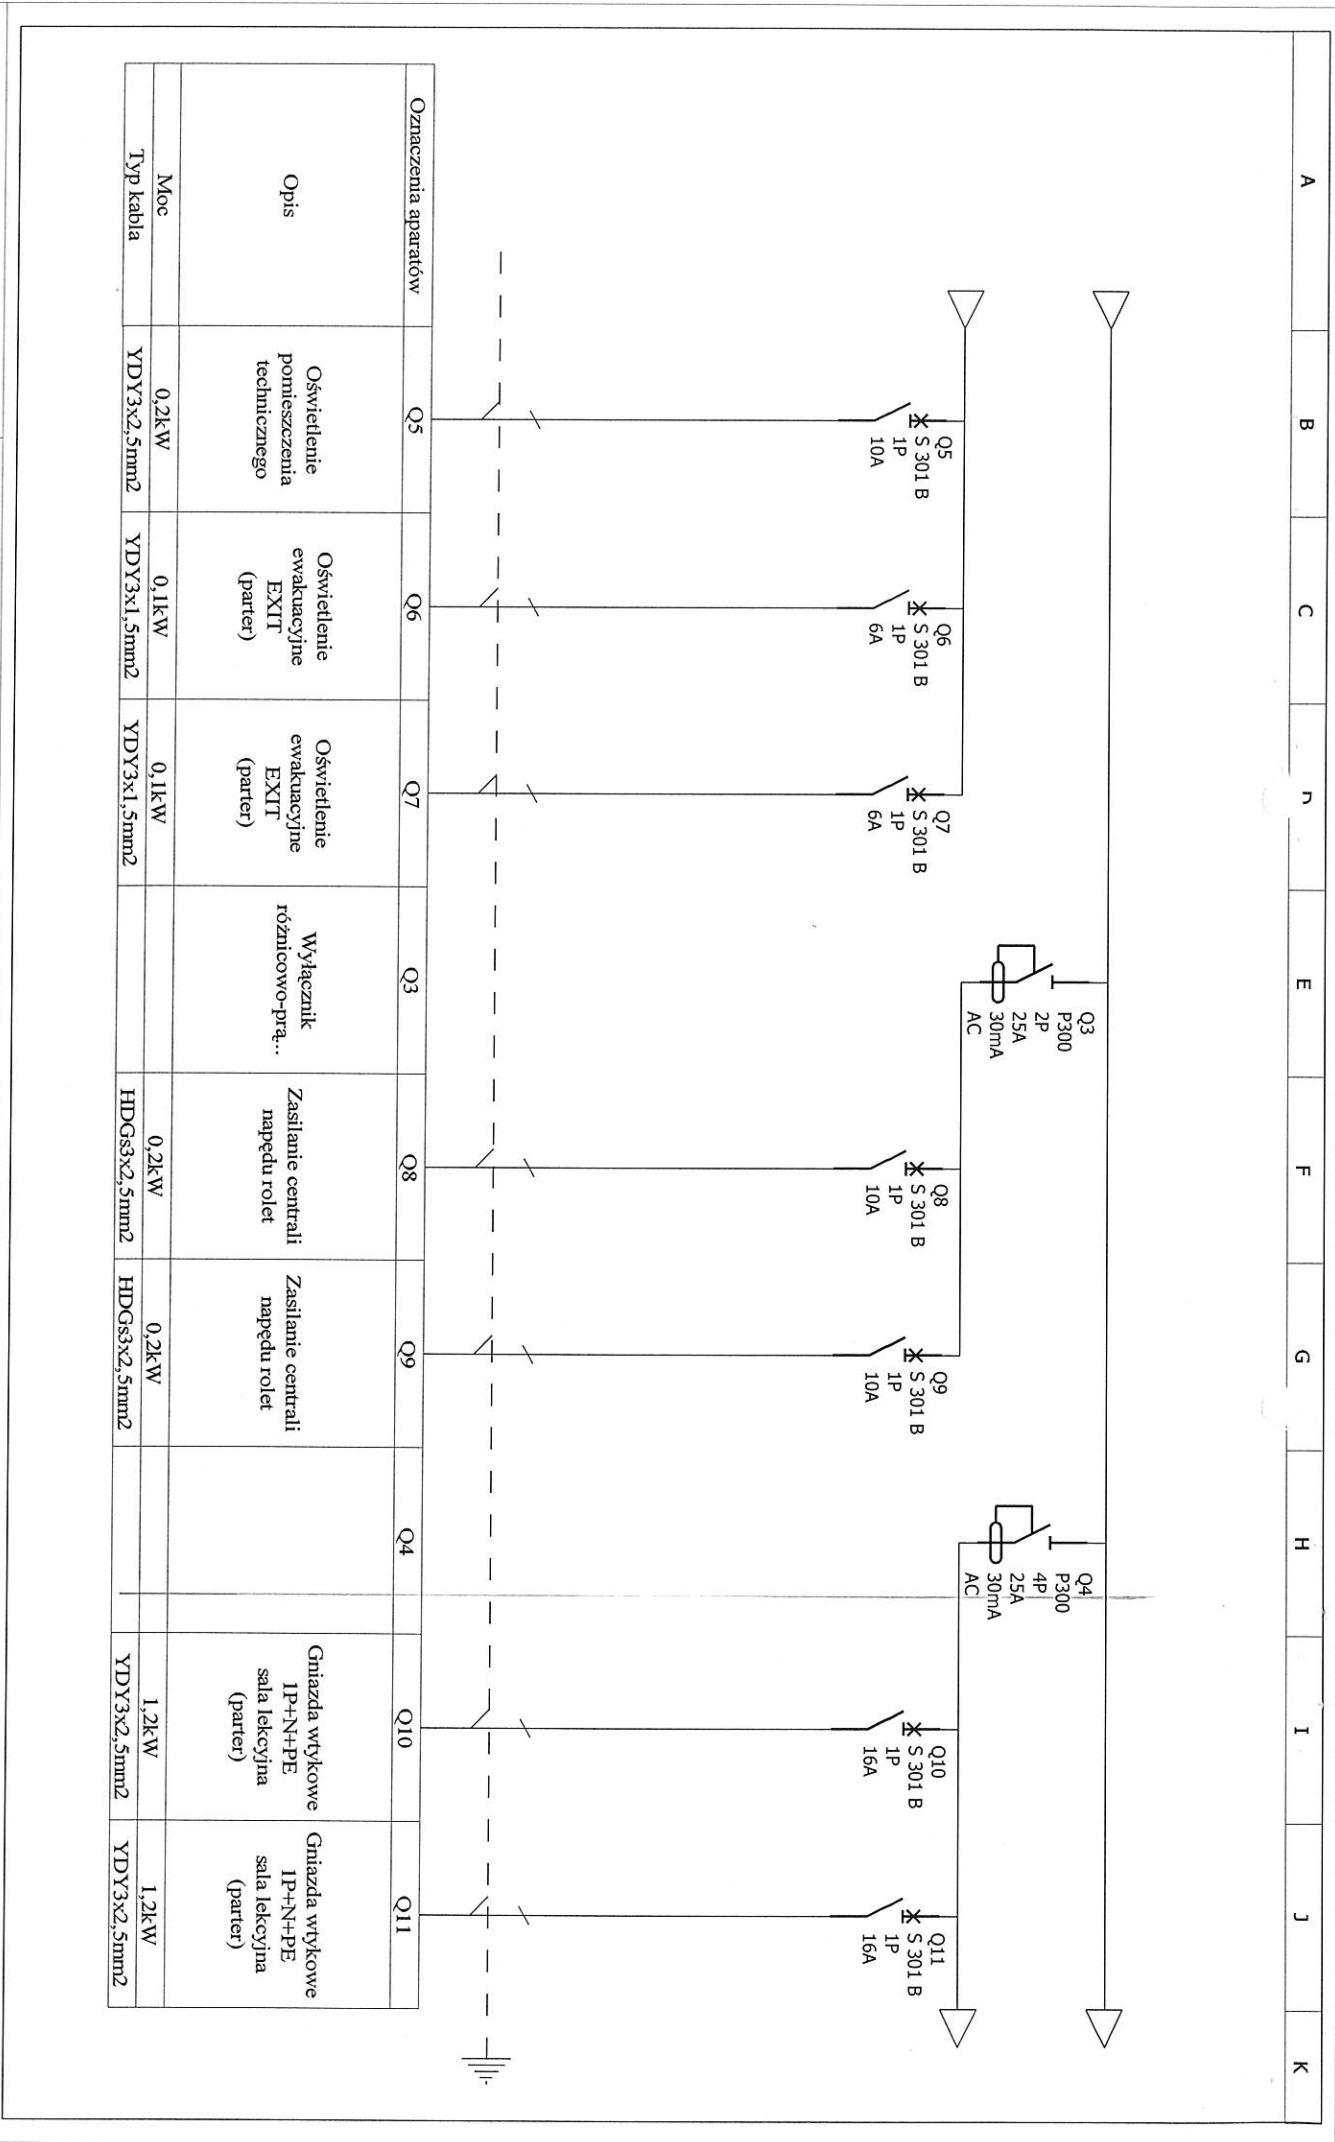 A
B
C
D
E
F
G
H
I
J
K
Q3
P300
2P
25A
30mA
AC
Q4
P300
4P
25A
30mA
AC
Q5
S 301 B
1P
10A
Q6
S 301 B
1P
6A
Q7
S 301 B
1P
6A
Q8
S 301 B
1P
10A
Q9
S 301 B
1P
10A
Q10
S 301 B
1P
16A
Q11
S 301 B
1P
16A
Oznaczenia aparatów
Q5
Q6
Q7
Q3
Q8
Q9
Q4
Q10
Q11
Opis
Oświetlenie
pomieszczenia
technicznego
Oświetlenie
ewakuacyjne
EXIT
(parter)
Oświetlenie
ewakuacyjne
EXIT
(parter)
Wyłącznik
różnicowo-prą...
Zasilanie centrali
napędu rolet
Zasilanie centrali
napędu rolet
Gniazda wtykowe
1P+N+PE
sala lekcyjna
(parter)
Gniazda wtykowe
1P+N+PE
sala lekcyjna
(parter)
Moc
0,2kW
0,1kW
0,1kW
0,2kW
0,2kW
1,2kW
1,2kW
Typ kabla
YDY3x2,5mm2
YDY3x1,5mm2
YDY3x1,5mm2
HDGs3x2,5mm2
HDGs3x2,5mm2
YDY3x2,5mm2
YDY3x2,5mm2